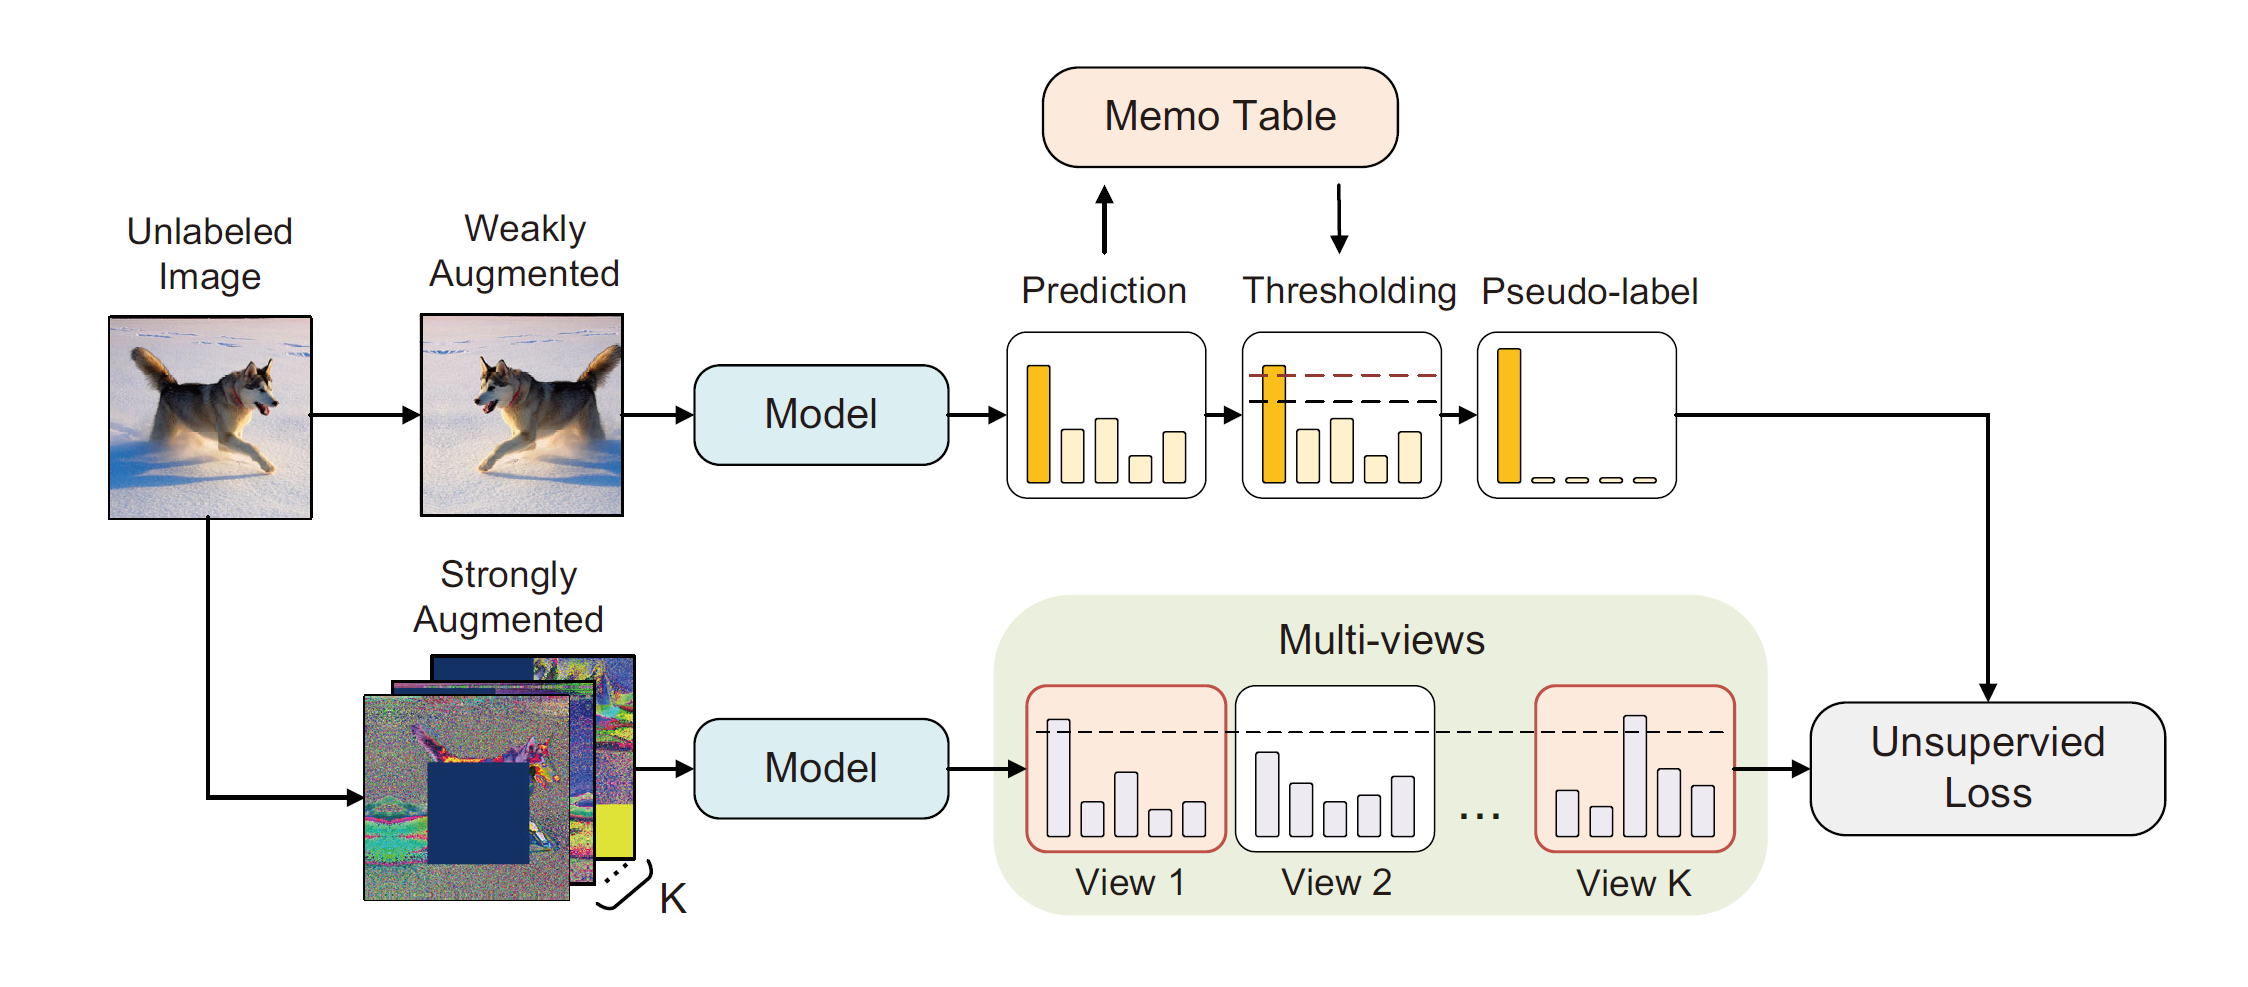 Memo Table
Unlabeled
Image
Weakly
Augmented
Prediction
Thresholding
Pseudo-label
Model
Strongly
Augmented
K
Model
Multi-views
...
View 1
View 2
View K
Unsupervied
Loss